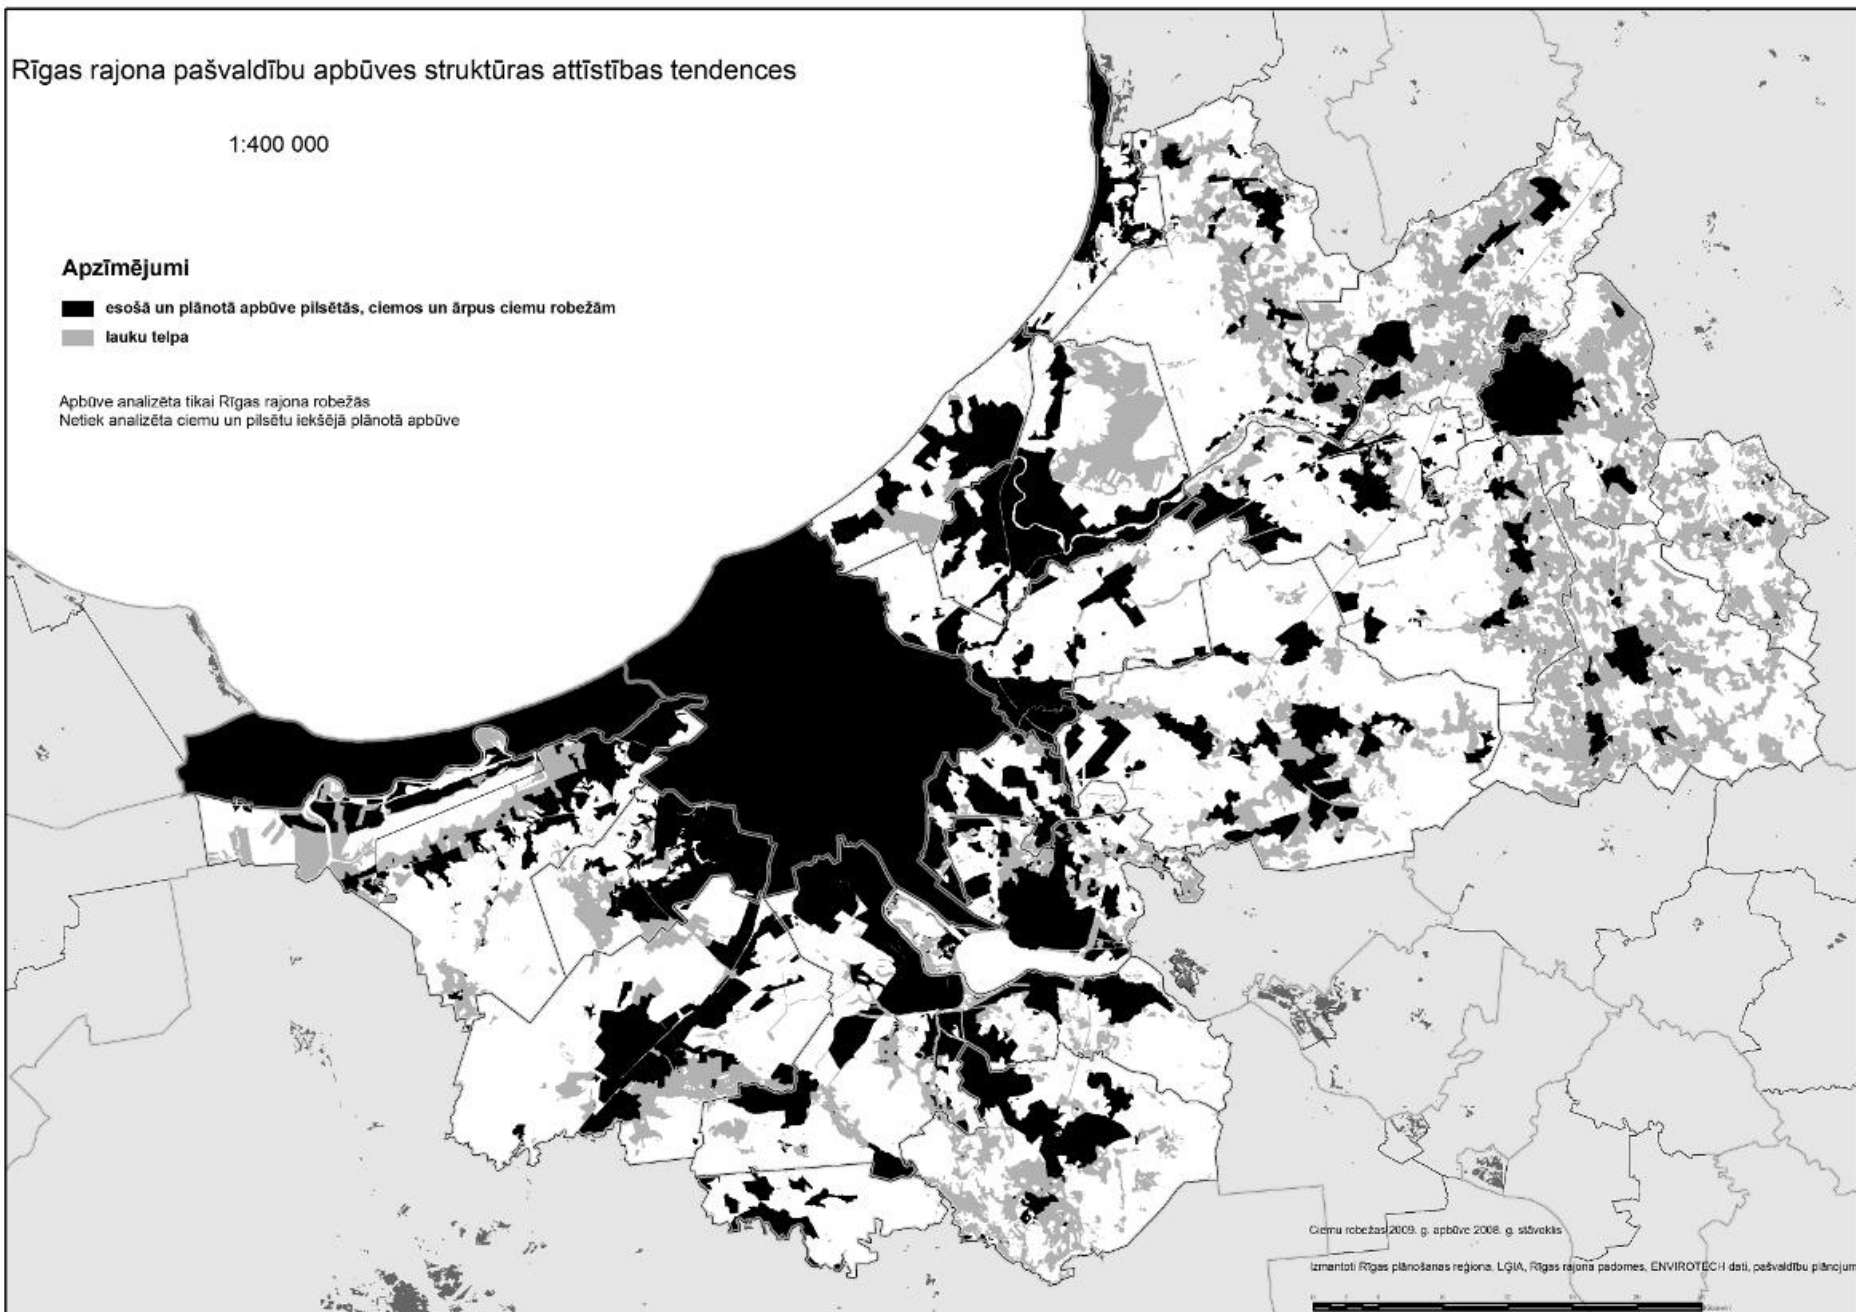 Rīgas rajona pašvaldību apbūves struktūras attīstības tendences
1:400 000
Apzīmējumi
esošā un plānotā apbūve pilsētās, ciemos un ārpus ciemu robežām
lauku telpa
Apbūve analizēta tikai Rīgas rajona robežās
Netiek analizēta ciemu un pilsētu iekšējā plānotā apbūve
Ciemu robežas 2009. g. apbūve 2008. g. stāvoklis
Izmantoti Rīgas plānošanas reģiona, LĢIA, Rīgas rajona padomes, ENVIROTECH dati, pašvaldību plānojum